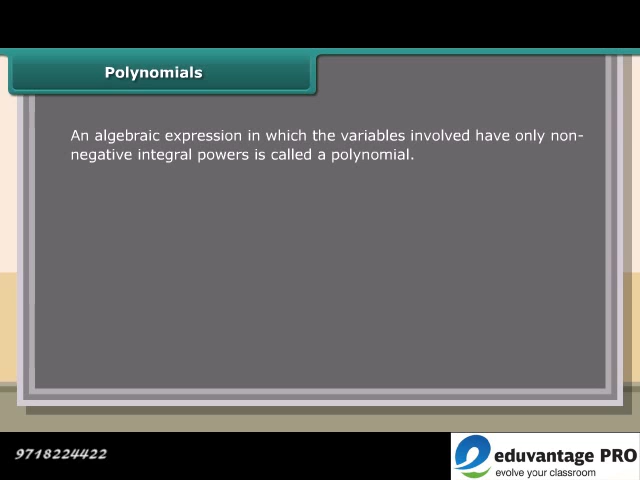 Polynomials
An algebraic expression in which the variables involved have only non-
negative integral powers is called a polynomial.
9718224422
eduvantage PRO
evolve your classroom